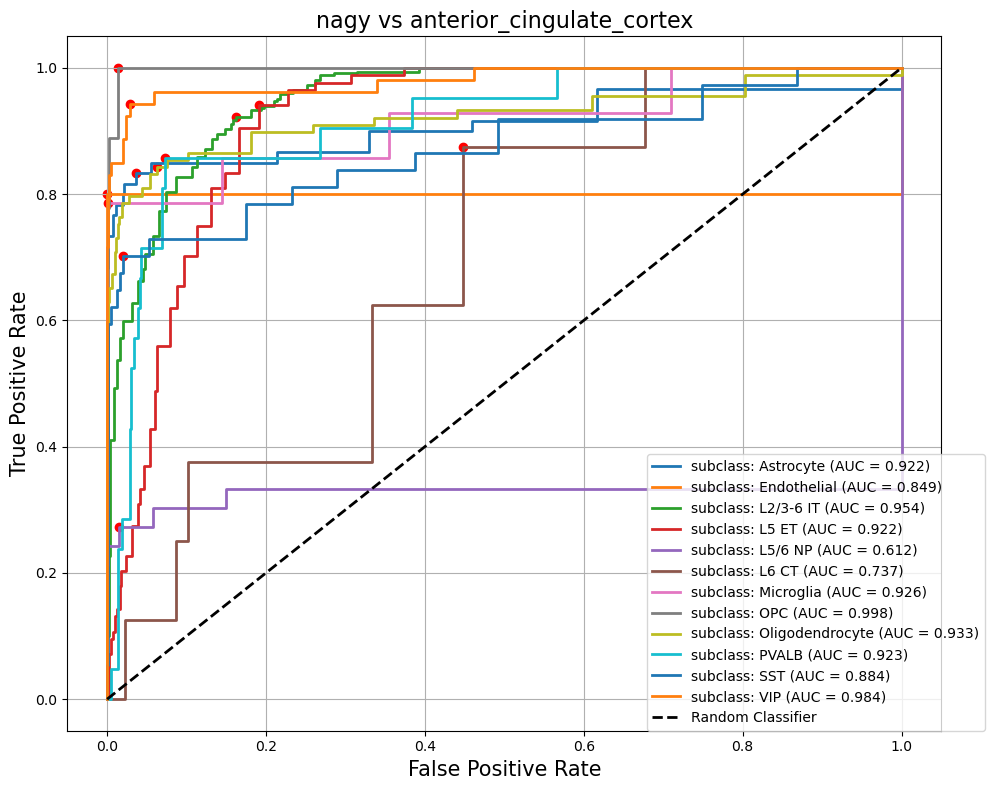 nagy vs anterior_cingulate_cortex
True Positive Rate
1.0
0.8
0.6
0.4
0.2
0.0
subclass: Astrocyte (AUC = 0.922)
subclass: Endothelial (AUC = 0.849)
subclass: L2/3-6 IT (AUC = 0.954)
subclass: L5 ET (AUC = 0.922)
subclass: L5/6 NP (AUC = 0.612)
subclass: L6 CT (AUC = 0.737)
subclass: Microglia (AUC = 0.926)
subclass: OPC (AUC = 0.998)
subclass: Oligodendrocyte (AUC = 0.933)
subclass: PVALB (AUC = 0.923)
subclass: SST (AUC = 0.884)
subclass: VIP (AUC = 0.984)
Random Classifier
0.0 0.2 0.4 0.6 0.8 1.0
False Positive Rate